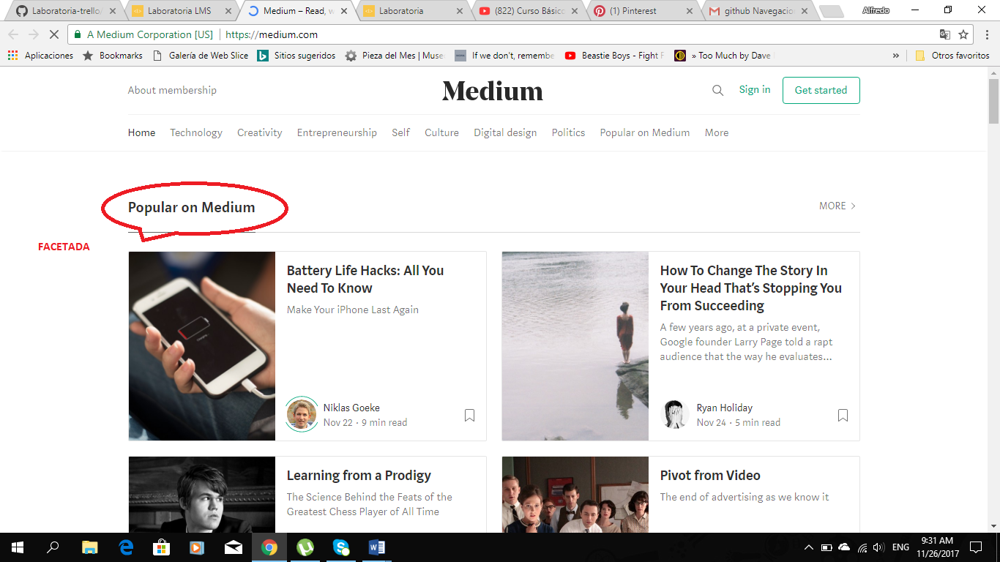 Laboratoria-trello/
Laboratoria LMS
Medium – Read, w
Laboratoria
(822) Curso Básic
(1) Pinterest
github Navegacio
Alfredo
A Medium Corporation [US]
https://medium.com
Aplicaciones
Bookmarks
Galería de Web Slice
Sitios sugeridos
Pieza del Mes | Muse
If we don't, remembe
Beastie Boys - Fight F
» Too Much by Dave
»
Otros favoritos
About membership
Medium
Sign in
Get started
Home
Technology
Creativity
Entrepreneurship
Self
Culture
Digital design
Politics
Popular on Medium
More
Popular on Medium
MORE
FACETADA
Battery Life Hacks: All You
Need To Know
Make Your iPhone Last Again
Niklas Goeke
Nov 22 · 9 min read
How To Change The Story In
Your Head That's Stopping You
From Succeeding
A few years ago, at a private event,
Google founder Larry Page told a rapt
audience that the way he evaluates...
Ryan Holiday
Nov 24 · 5 min read
Learning from a Prodigy
The Science Behind the Feats of the
Greatest Chess Player of All Time
Pivot from Video
The end of advertising as we know it
ENG
9:31 AM
11/26/2017